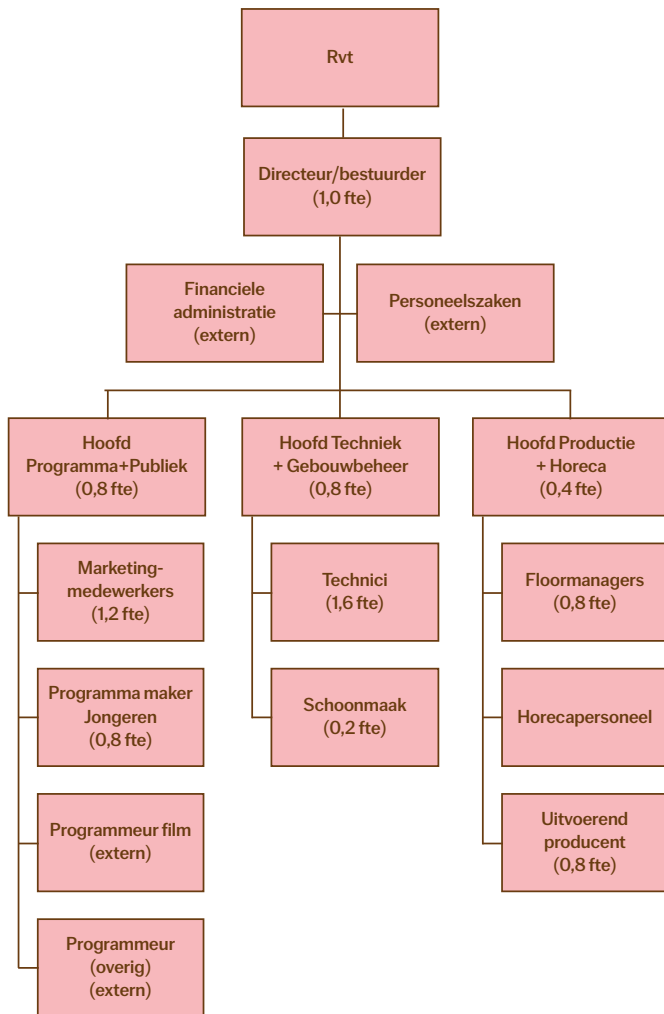 Rvt
Directeur/bestuurder
(1,0 fte)
Financiele
administratie
(extern)
Personeelszaken
(extern)
Hoofd
Programma+Publiek
(0,8 fte)
Hoofd Techniek
+ Gebouwbeheer
(0,8 fte)
Hoofd Productie
+ Horeca
(0,4 fte)
Marketing-
medewerkers
(1,2 fte)
Technici
(1,6 fte)
Floormanagers
(0,8 fte)
Programma maker
Jongeren
(0,8 fte)
Schoonmaak
(0,2 fte)
Horecapersoneel
Programmeur film
(extern)
Uitvoerend
producent
(0,8 fte)
Programmeur
(overig)
(extern)